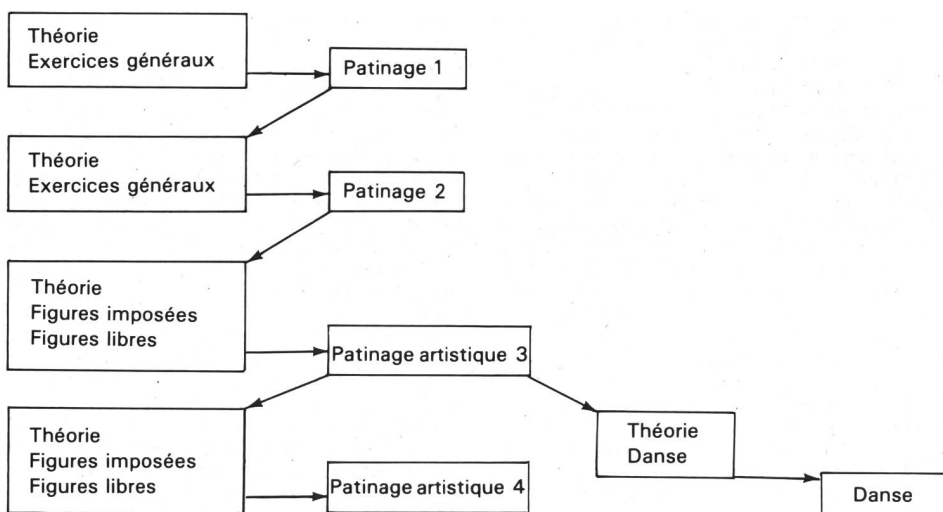 Théorie
Exercices généraux
Patinage 1
Théorie
Exercices généraux
Patinage 2
Théorie
Figures imposées
Figures libres
Patinage artistique 3
Théorie
Figures imposées
Figures libres
Patinage artistique 4
Théorie
Danse
Danse